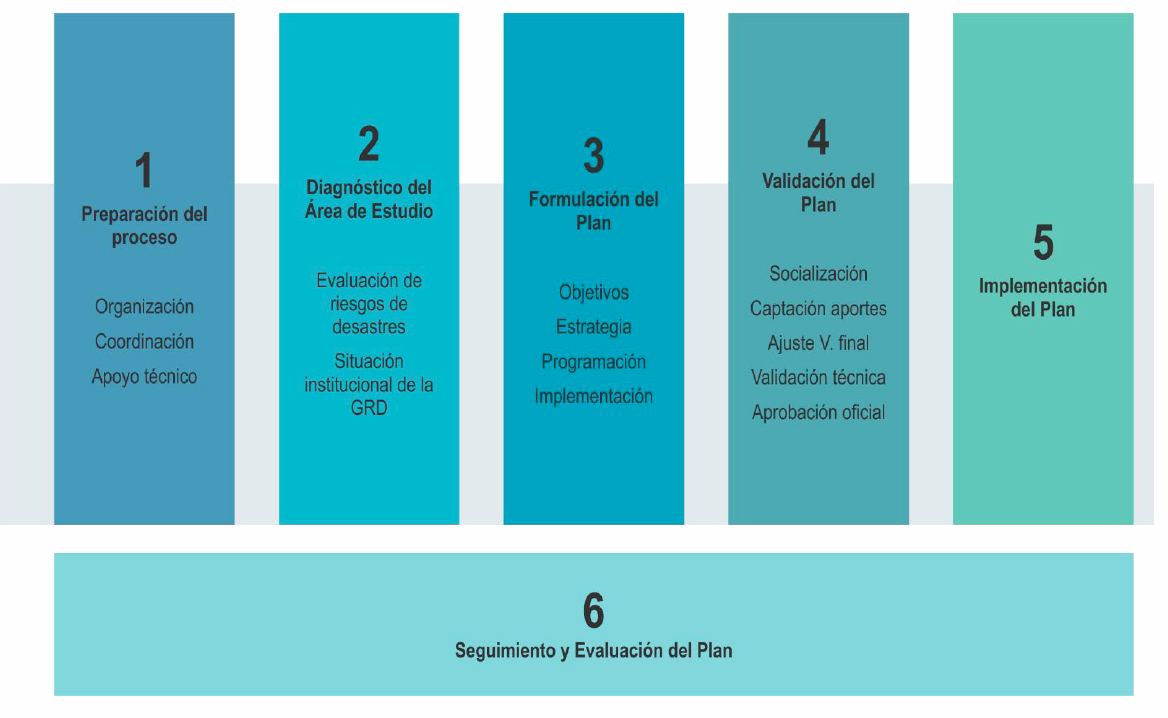 1
Preparación del
proceso
Organización
Coordinación
Apoyo técnico
2
Diagnóstico del
Área de Estudio
Evaluación de
riesgos de
desastres
Situación
institucional de la
GRD
3
Formulación del
Plan
Objetivos
Estrategia
Programación
Implementación
4
Validación del
Plan
Socialización
Captación aportes
Ajuste V. final
Validación técnica
Aprobación oficial
5
Implementación
del Plan
6
Seguimiento y Evaluación del Plan